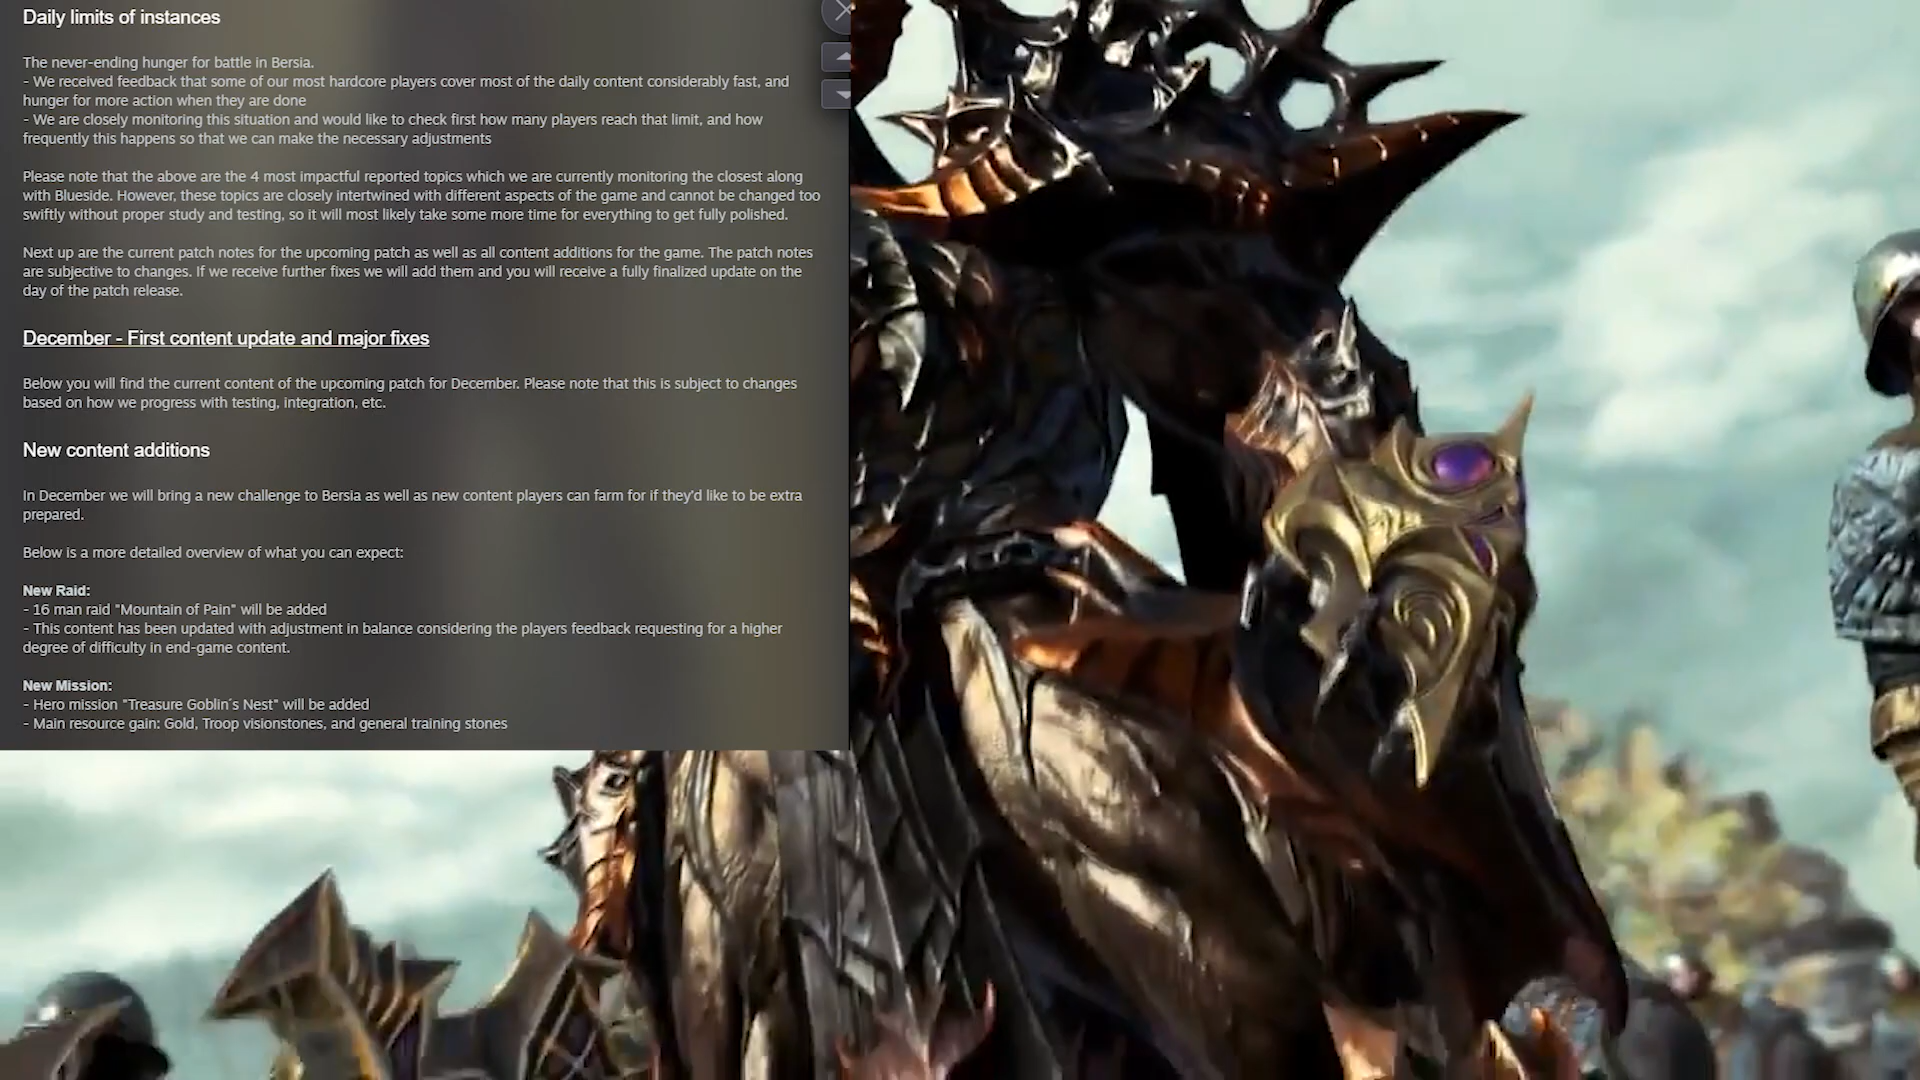 Daily limits of instances
The never-ending hunger for battle in Bersia.
- We received feedback that some of our most hardcore players cover most of the daily content considerably fast, and
hunger for more action when they are done
- We are closely monitoring this situation and would like to check first how many players reach that limit, and how
frequently this happens so that we can make the necessary adjustments
Please note that the above are the 4 most impactful reported topics which we are currently monitoring the closest along
with Blueside. However, these topics are closely intertwined with different aspects of the game and cannot be changed too
swiftly without proper study and testing, so it will most likely take some more time for everything to get fully polished.
Next up are the current patch notes for the upcoming patch as well as all content additions for the game. The patch notes
are subjective to changes. If we receive further fixes we will add them and you will receive a fully finalized update on the
day of the patch release.
December - First content update and major fixes
Below you will find the current content of the upcoming patch for December. Please note that this is subject to changes
based on how we progress with testing, integration, etc.
New content additions
In December we will bring a new challenge to Bersia as well as new content players can farm for if they'd like to be extra
prepared.
Below is a more detailed overview of what you can expect:
New Raid:
- 16 man raid "Mountain of Pain" will be added
- This content has been updated with adjustment in balance considering the players feedback requesting for a higher
degree of difficulty in end-game content.
New Mission:
- Hero mission "Treasure Goblin´s Nest" will be added
- Main resource gain: Gold, Troop visionstones, and general training stones